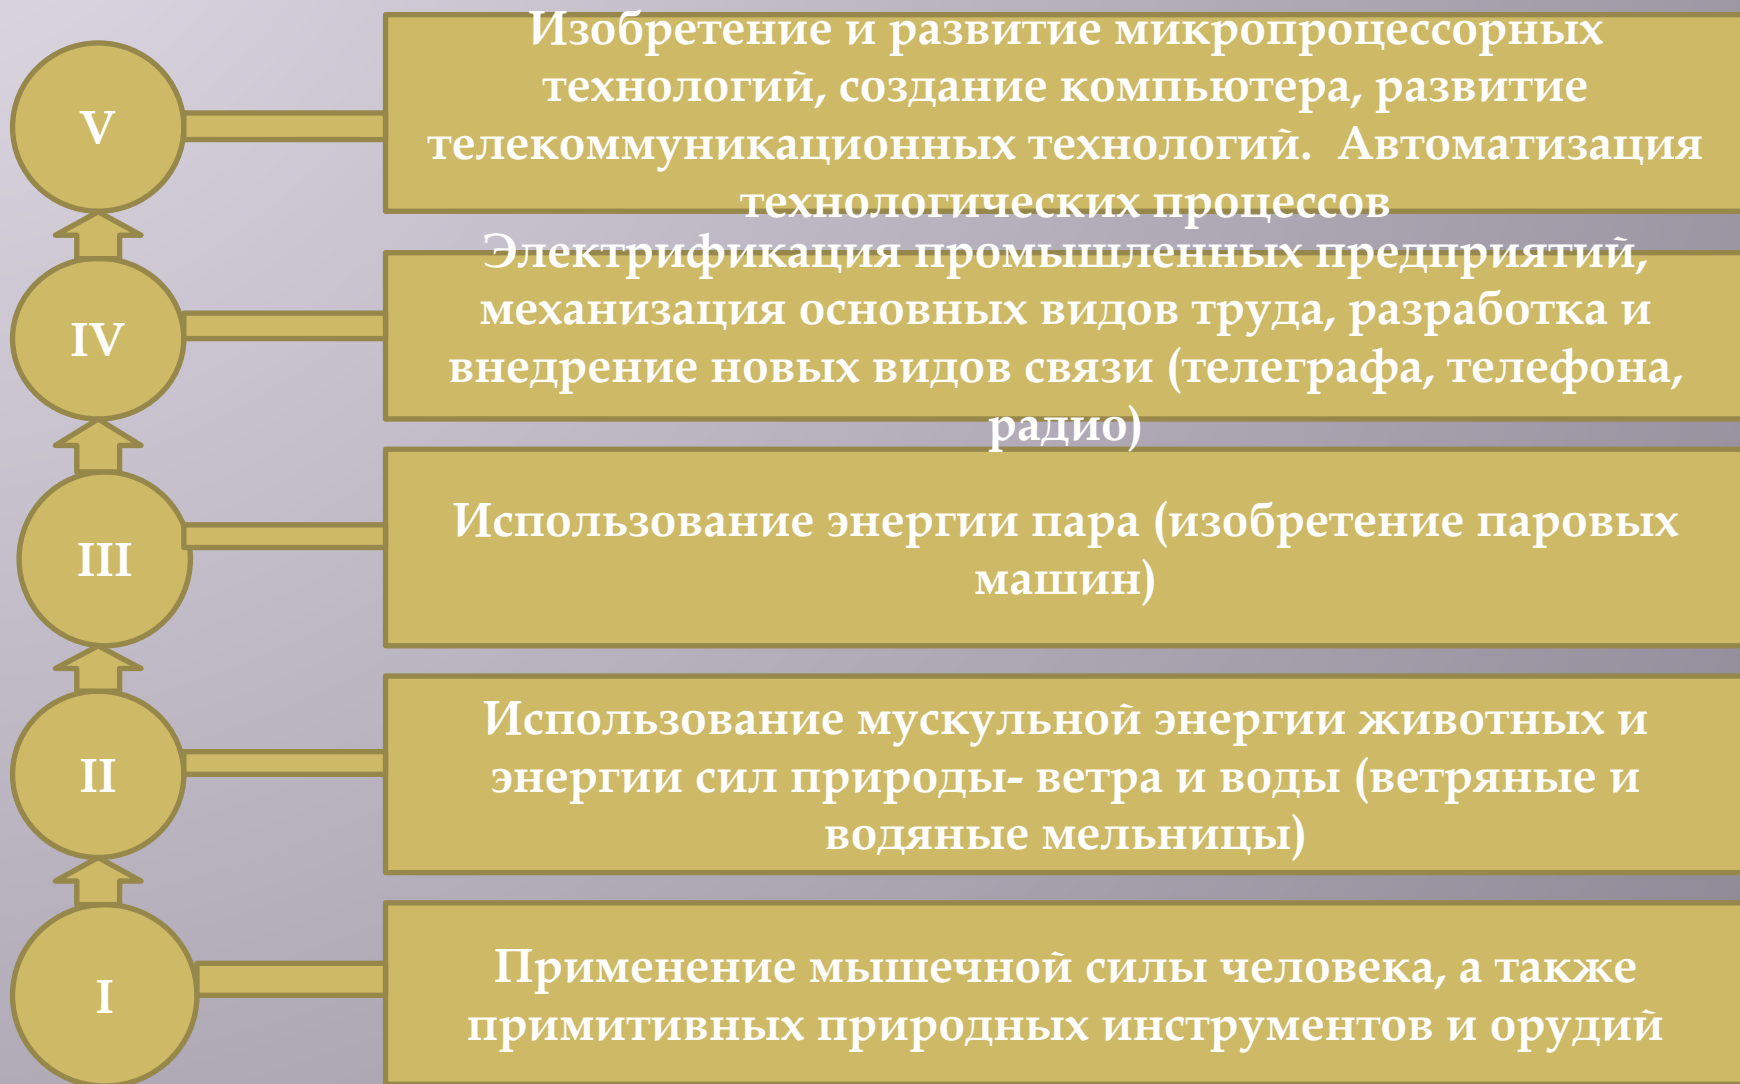 V
Изобретение и развитие микропроцессорных
технологий, создание компьютера, развитие
телекоммуникационных технологий.  Автоматизация
технологических процессов
IV
Электрификация промышленных предприятий,
механизация основных видов труда, разработка и
внедрение новых видов связи (телеграфа, телефона,
радио)
III
Использование энергии пара (изобретение паровых
машин)
II
Использование мускульной энергии животных и
энергии сил природы- ветра и воды (ветряные и
водяные мельницы)
I
Применение мышечной силы человека, а также
примитивных природных инструментов и орудий